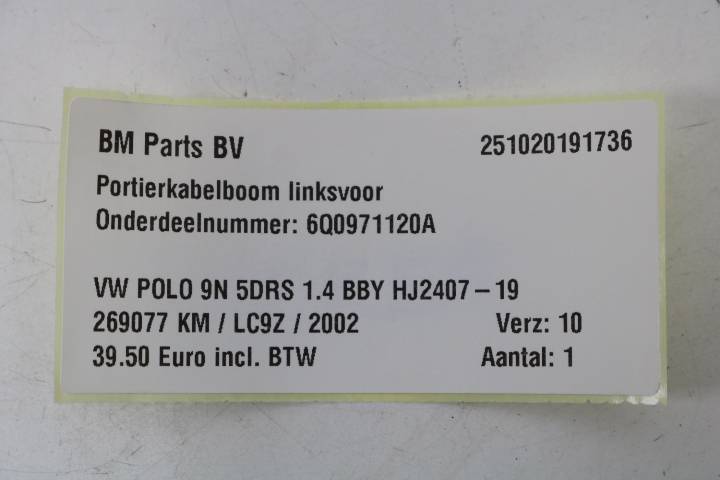 BM Parts BV 251020191736
Portierkabelboom linksvoor
Onderdeelnummer: 6Q0971120A
VW POLO 9N 5DRS 1.4 BBY HJ2407-19
269077 KM / LC9Z / 2002 Verz: 10
39.50 Euro incl. BTW Aantal: 1